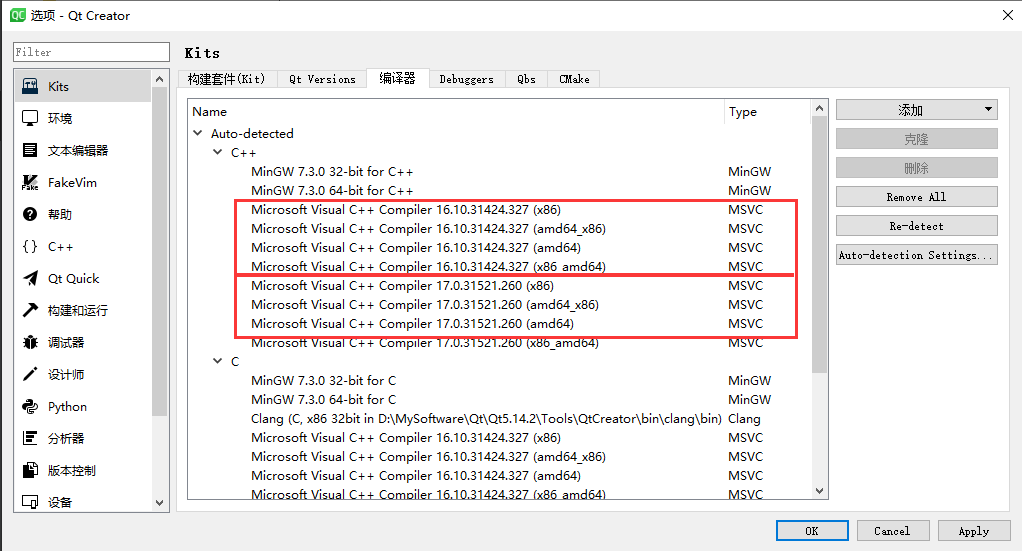 QC 选项 - Qt Creator
Filter
Kits
环境
文本编辑器
Fake FakeVim
帮助
{} C++
Qt Quick
构建和运行
调试器
设计师
Python
分析器
版本控制
设备
Kits
构建套件(Kit) Qt Versions 编译器 Debuggers Qbs CMake
Name Type
Auto-detected
C++
MinGW 7.3.0 32-bit for C++ MinGW
MinGW 7.3.0 64-bit for C++ MinGW
Microsoft Visual C++ Compiler 16.10.31424.327 (x86) MSVC
Microsoft Visual C++ Compiler 16.10.31424.327 (amd64_x86) MSVC
Microsoft Visual C++ Compiler 16.10.31424.327 (amd64) MSVC
Microsoft Visual C++ Compiler 16.10.31424.327 (x86_amd64) MSVC
Microsoft Visual C++ Compiler 17.0.31521.260 (x86) MSVC
Microsoft Visual C++ Compiler 17.0.31521.260 (amd64_x86) MSVC
Microsoft Visual C++ Compiler 17.0.31521.260 (amd64) MSVC
Microsoft Visual C++ Compiler 17.0.31521.260 (x86_amd64) MSVC
C
MinGW 7.3.0 32-bit for C MinGW
MinGW 7.3.0 64-bit for C MinGW
Clang (C, x86 32bit in D:\MySoftware\Qt\Qt5.14.2\Tools\QtCreator\bin\clang\bin) Clang
Microsoft Visual C++ Compiler 16.10.31424.327 (x86) MSVC
Microsoft Visual C++ Compiler 16.10.31424.327 (amd64_x86) MSVC
Microsoft Visual C++ Compiler 16.10.31424.327 (amd64) MSVC
Microsoft Visual C++ Compiler 16.10.31424.327 (x86_amd64) MSVC
添加
克隆
删除
Remove All
Re-detect
Auto-detection Settings...
OK Cancel Apply